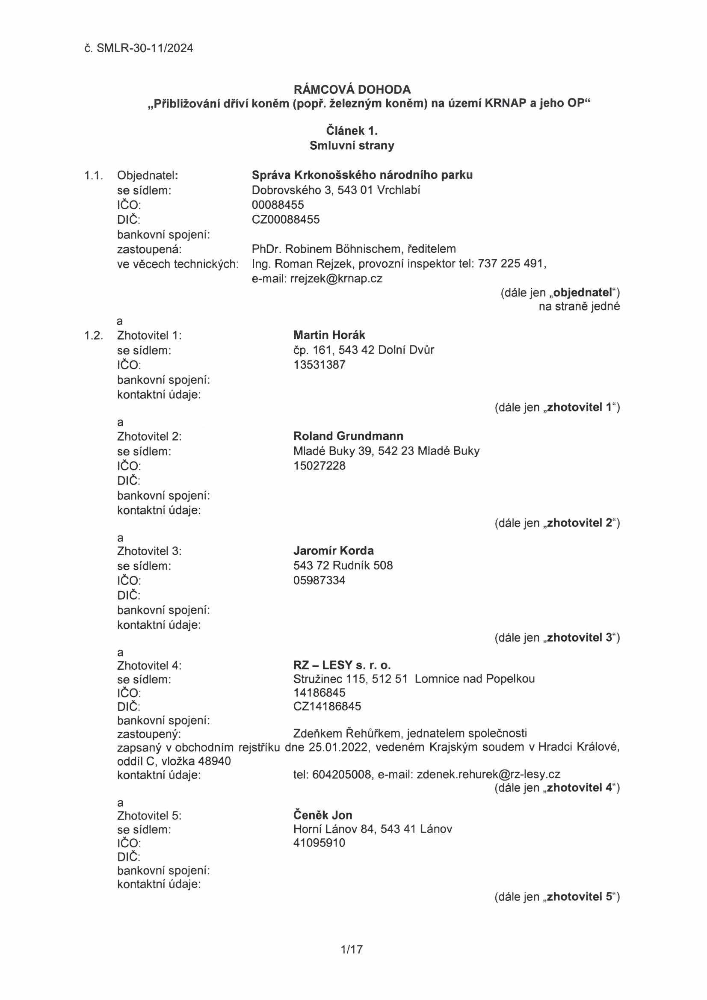 č. SMLR-30-11/2024
RÁMCOVÁ DOHODA
„Přibližování dříví koněm (popř. železným koněm) na území KRNAP a jeho OP“
Článek 1.
Smluvní strany
1.1. Objednatel: Správa Krkonošského národního parku
se sídlem: Dobrovského 3, 543 01 Vrchlabí
IČO: 00088455
DIČ: CZ00088455
bankovní spojení:
zastoupená: PhDr. Robinem Böhnischem, ředitelem
ve věcech technických: Ing. Roman Rejzek, provozní inspektor tel: 737 225 491,
e-mail: rrejzek@krnap.cz
(dále jen „objednatel“)
na straně jedné
a
1.2. Zhotovitel 1: Martin Horák
se sídlem: čp. 161, 543 42 Dolní Dvůr
IČO: 13531387
bankovní spojení:
kontaktní údaje:
(dále jen „zhotovitel 1“)
a
Zhotovitel 2: Roland Grundmann
se sídlem: Mladé Buky 39, 542 23 Mladé Buky
IČO: 15027228
DIČ:
bankovní spojení:
kontaktní údaje:
(dále jen „zhotovitel 2“)
a
Zhotovitel 3: Jaromír Korda
se sídlem: 543 72 Rudník 508
IČO: 05987334
DIČ:
bankovní spojení:
kontaktní údaje:
(dále jen „zhotovitel 3“)
a
Zhotovitel 4: RZ – LESY s. r. o.
se sídlem: Stružinec 115, 512 51 Lomnice nad Popelkou
IČO: 14186845
DIČ: CZ14186845
bankovní spojení:
zastoupený: Zdeňkem Řehůřkem, jednatelem společnosti
zapsaný v obchodním rejstříku dne 25.01.2022, vedeném Krajským soudem v Hradci Králové,
oddíl C, vložka 48940
kontaktní údaje: tel: 604205008, e-mail: zdenek.rehurek@rz-lesy.cz
(dále jen „zhotovitel 4“)
a
Zhotovitel 5: Čeněk Jon
se sídlem: Horní Lánov 84, 543 41 Lánov
IČO: 41095910
DIČ:
bankovní spojení:
kontaktní údaje:
(dále jen „zhotovitel 5“)
1/17